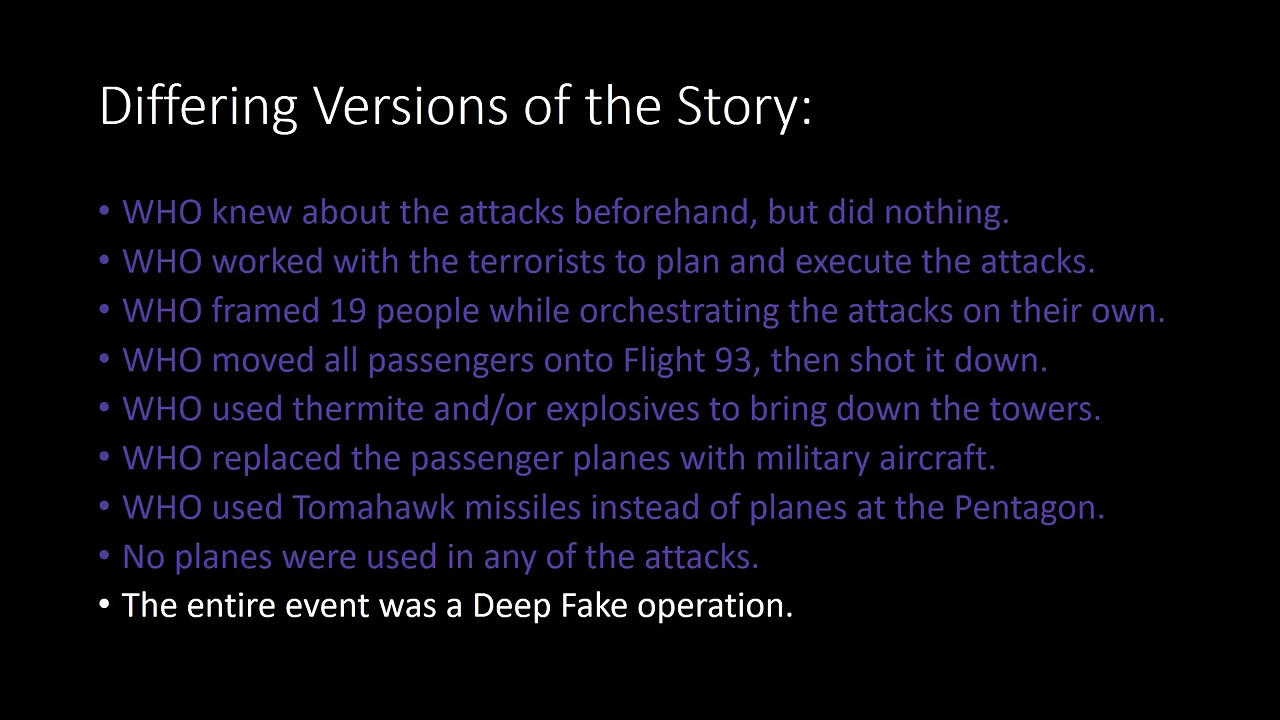 Differing Versions of the Story:
• WHO knew about the attacks beforehand, but did nothing.
• WHO worked with the terrorists to plan and execute the attacks.
• WHO framed 19 people while orchestrating the attacks on their own.
• WHO moved all passengers onto Flight 93, then shot it down.
• WHO used thermite and/or explosives to bring down the towers.
• WHO replaced the passenger planes with military aircraft.
• WHO used Tomahawk missiles instead of planes at the Pentagon.
• No planes were used in any of the attacks.
• The entire event was a Deep Fake operation.